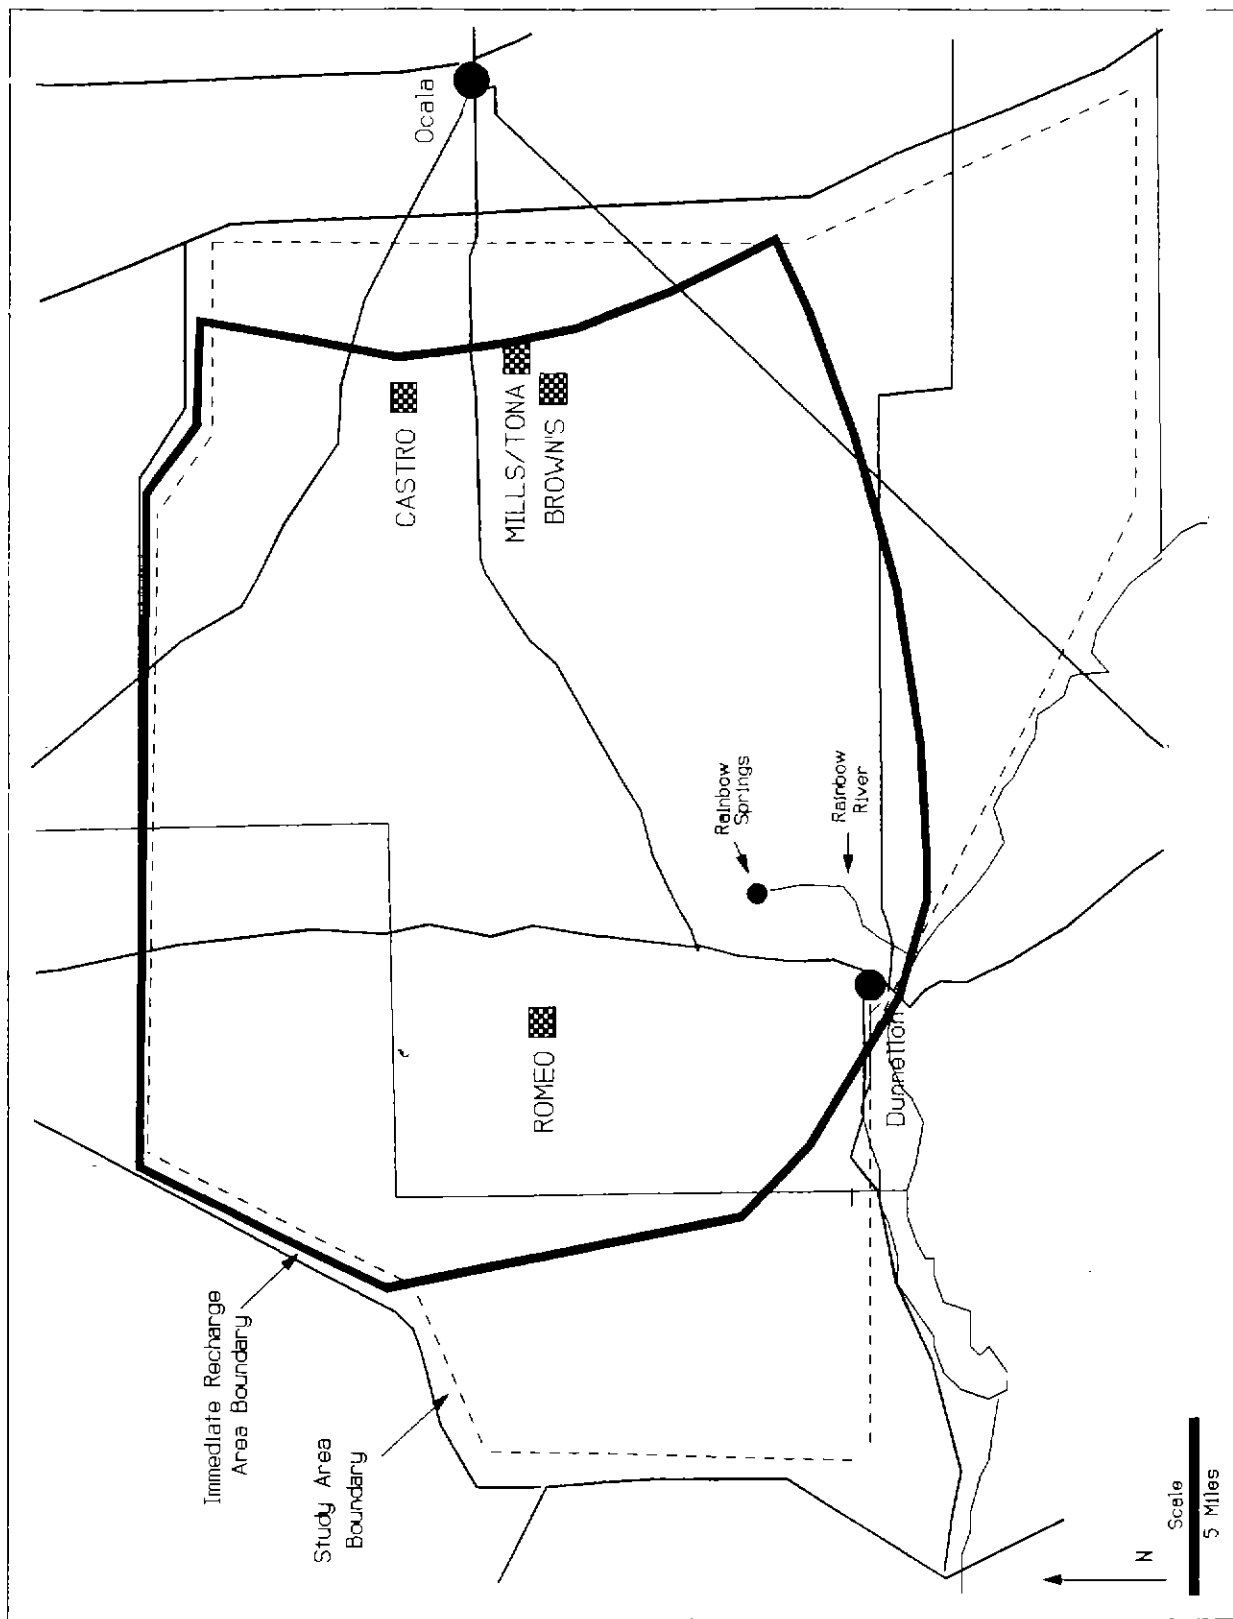 Immediate Recharge
Area Boundary
Study Area
Boundary
Ocala
CASTRO
MILLS/TONA
BROWN'S
ROMEO
Rainbow
Springs
Rainbow
River
Dunnellon
N
Scale
5 Miles